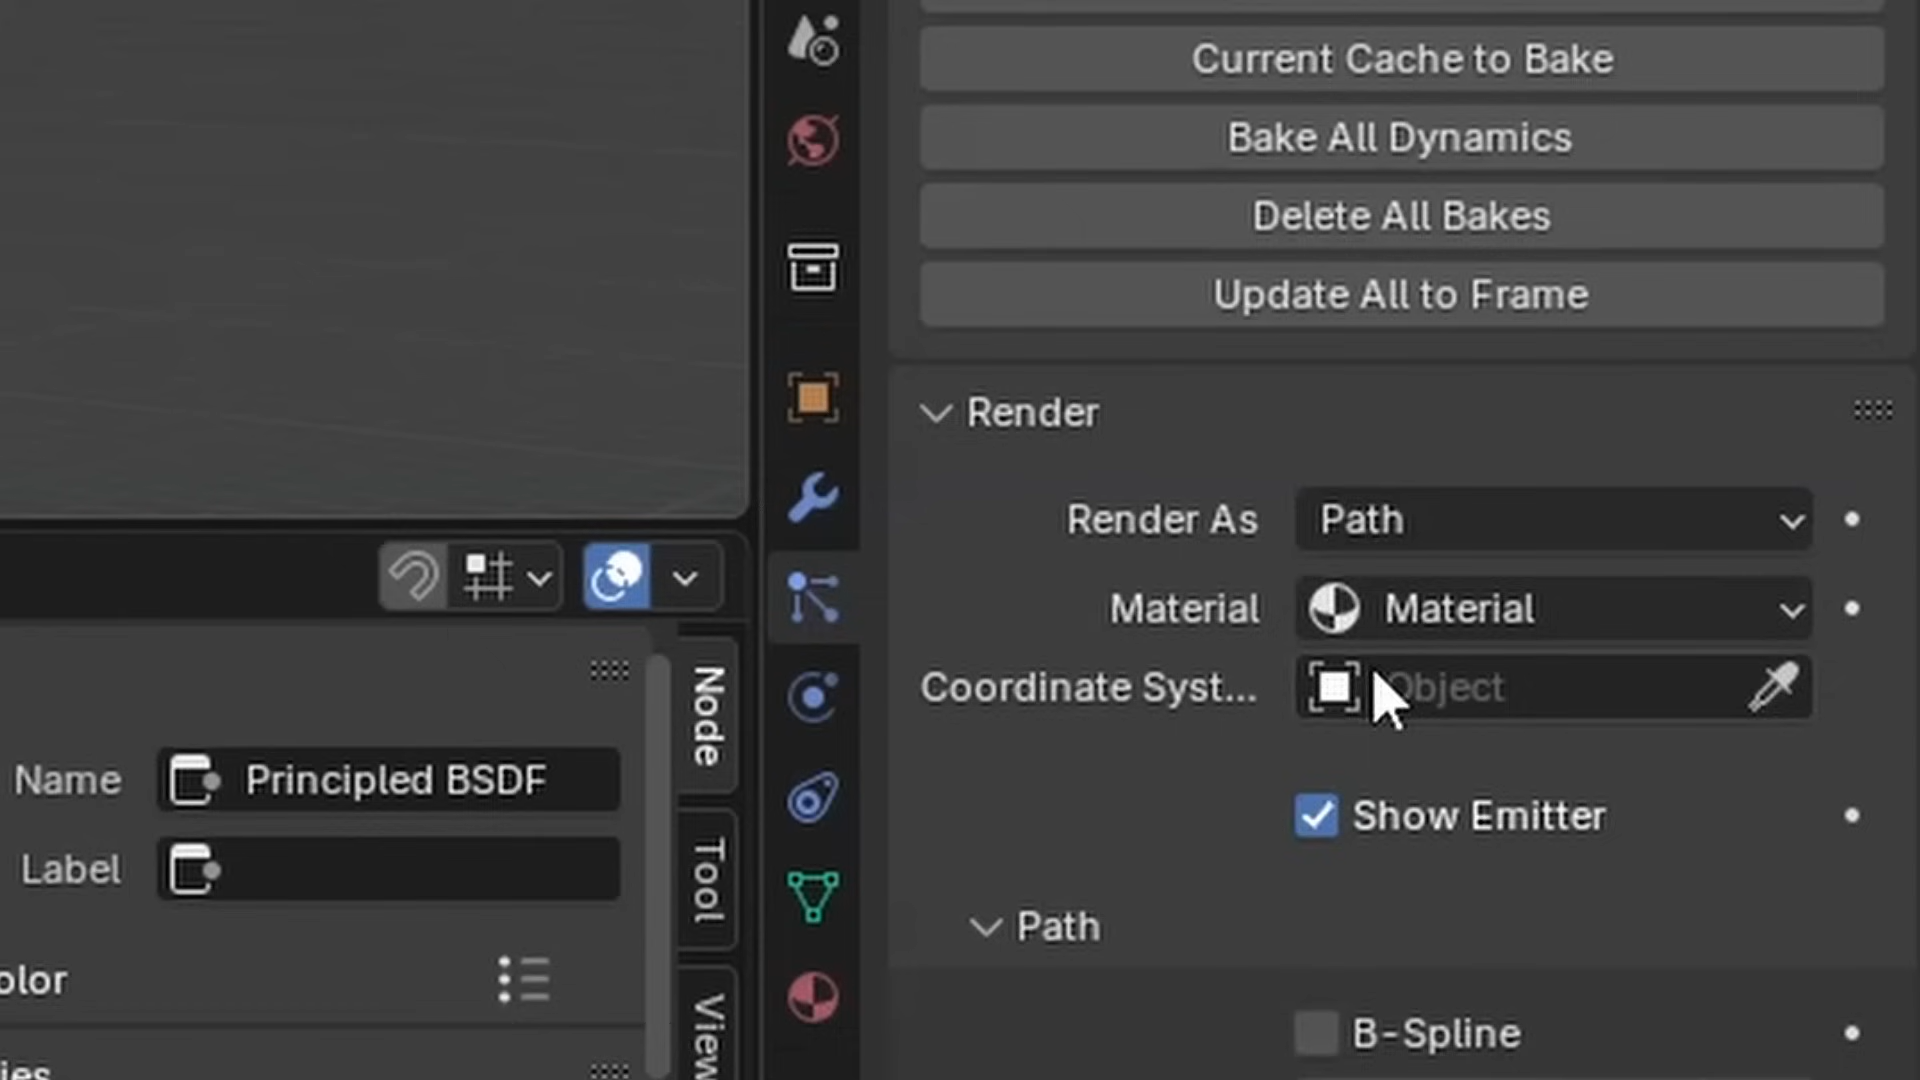 Current Cache to Bake
Bake All Dynamics
Delete All Bakes
Update All to Frame
Render
Render As
Path
Material
Material
Coordinate Syst...
Object
Show Emitter
Path
B-Spline
Node
Tool
View
Name
Principled BSDF
Label
olor
ies